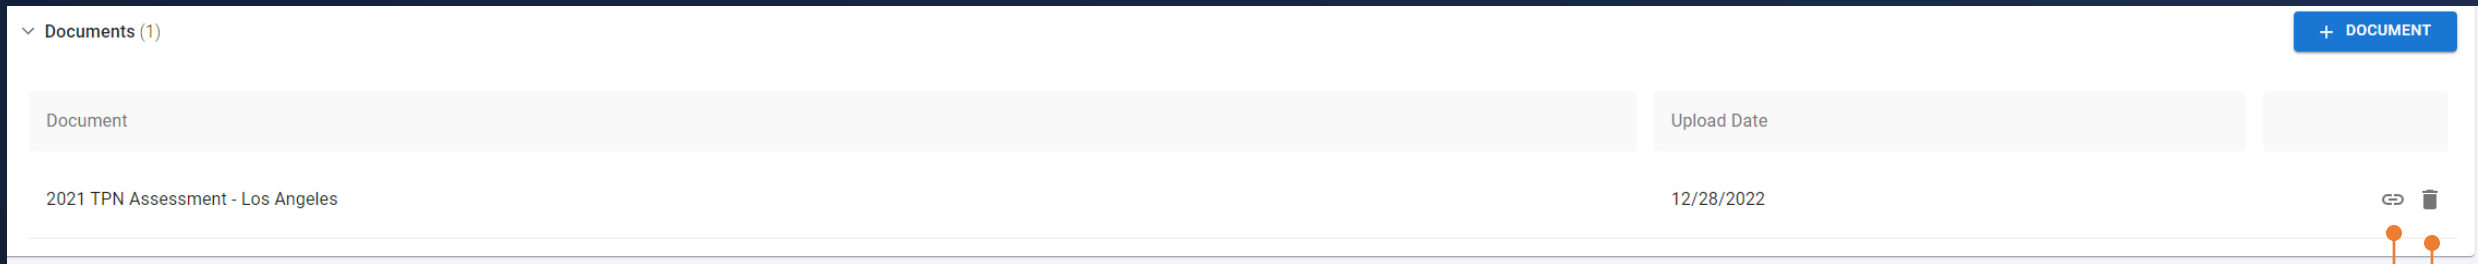 Documents (1)
+ DOCUMENT
Document
Upload Date
2021 TPN Assessment - Los Angeles
12/28/2022